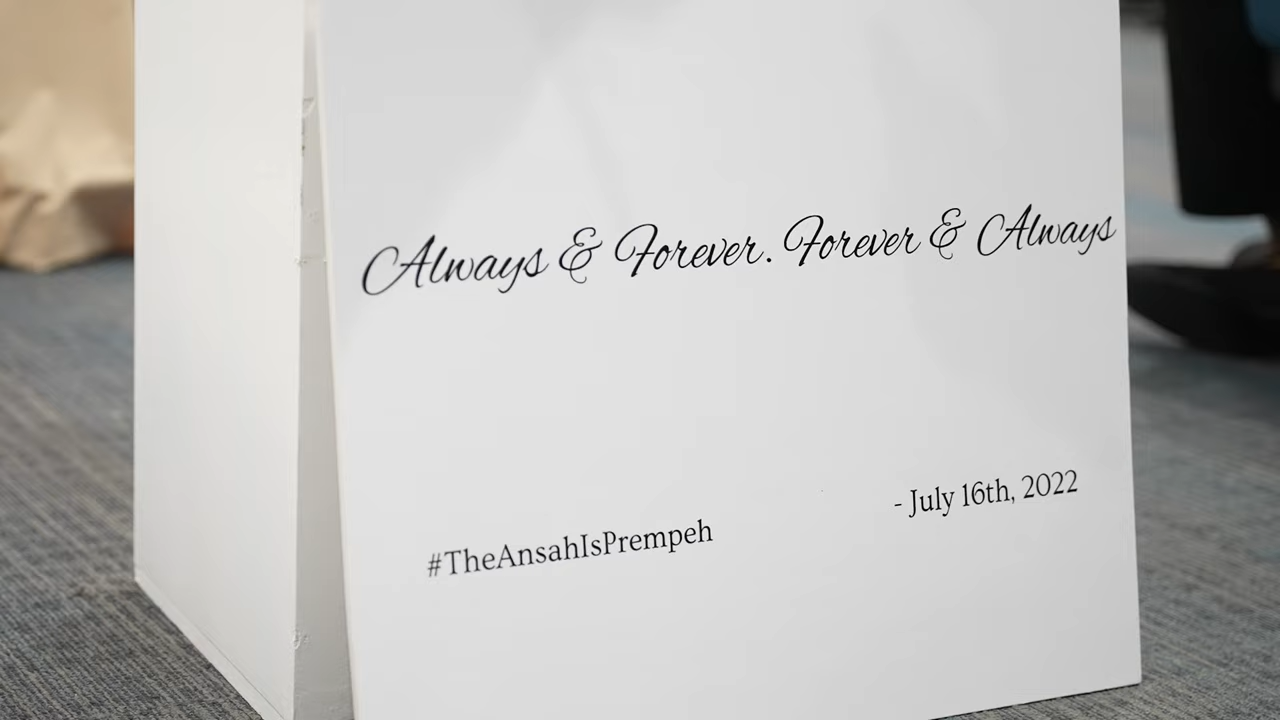 Always & Forever. Forever & Always
- July 16th, 2022
#TheAnsahIsPrempeh